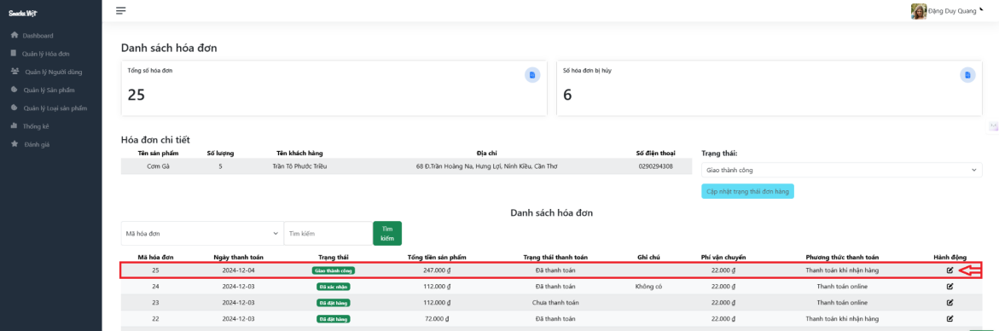 Snacks Việt
Đặng Duy Quang
Dashboard
Quản lý Hóa đơn
Quản lý Người dùng
Quản lý Sản phẩm
Quản lý Loại sản phẩm
Thống kê
Đánh giá
Danh sách hóa đơn
Tổng số hóa đơn
25
Số hóa đơn bị hủy
6
Hóa đơn chi tiết
Tên sản phẩm Số lượng Tên khách hàng Địa chỉ Số điện thoại
Cơm Gà 5 Trần Tô Phước Triều 68 Đ.Trần Hoàng Na, Hưng Lợi, Ninh Kiều, Cần Thơ 0290294308
Trạng thái:
Giao thành công
Cập nhật trạng thái đơn hàng
Danh sách hóa đơn
Mã hóa đơn Tìm kiếm Tìm
kiếm
Mã hóa đơn Ngày thanh toán Trạng thái Tổng tiền sản phẩm Trạng thái thanh toán Ghi chú Phí vận chuyển Phương thức thanh toán Hành động
25 2024-12-04 Giao thành công 247.000 ₫ Đã thanh toán 22.000 ₫ Thanh toán khi nhận hàng
24 2024-12-03 Đã xác nhận 112.000 ₫ Đã thanh toán Không có 22.000 ₫ Thanh toán online
23 2024-12-03 Đã đặt hàng 112.000 ₫ Chưa thanh toán 22.000 ₫ Thanh toán online
22 2024-12-03 Đã đặt hàng 72.000 ₫ Đã thanh toán 22.000 ₫ Thanh toán khi nhận hàng